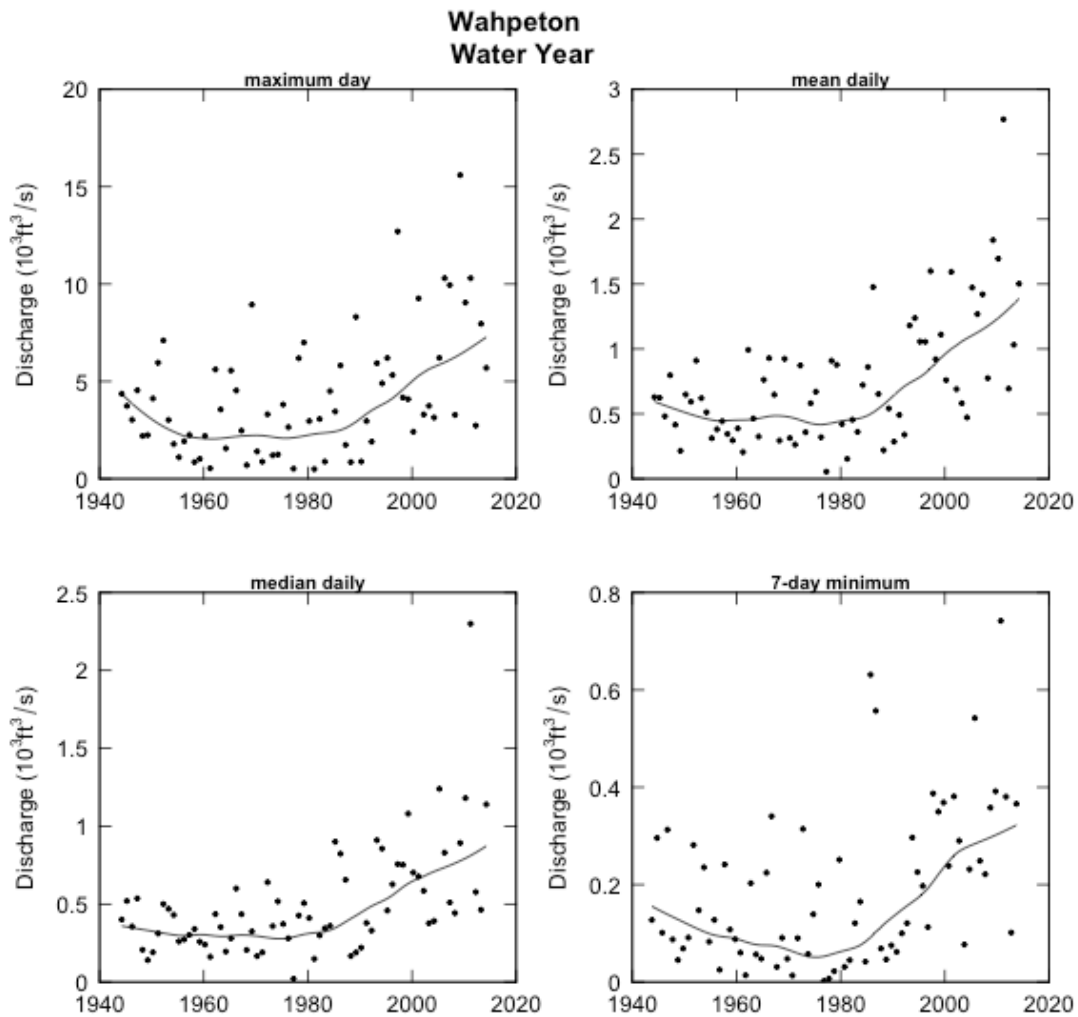 Wahpeton
Water Year
maximum day
Discharge (10³ft³/s)
20
15
10
5
0
1940 1960 1980 2000 2020
mean daily
Discharge (10³ft³/s)
3
2.5
2
1.5
1
0.5
0
1940 1960 1980 2000 2020
median daily
Discharge (10³ft³/s)
2.5
2
1.5
1
0.5
0
1940 1960 1980 2000 2020
7-day minimum
Discharge (10³ft³/s)
0.8
0.6
0.4
0.2
0
1940 1960 1980 2000 2020